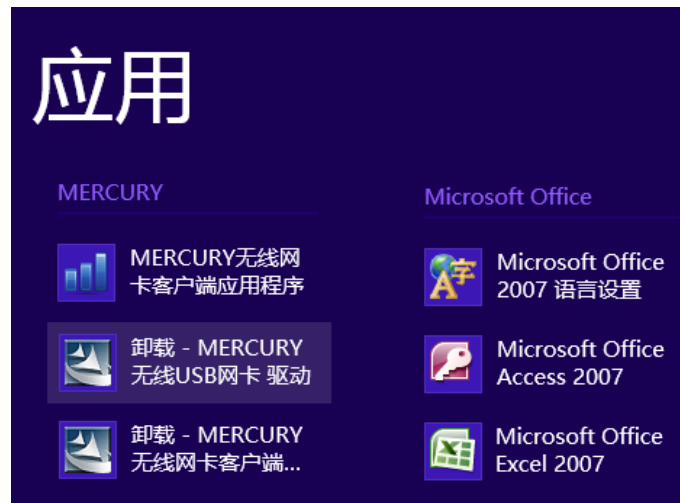 应用
MERCURY
MERCURY无线网
卡客户端应用程序
卸载 - MERCURY
无线USB网卡 驱动
卸载 - MERCURY
无线网卡客户端...
Microsoft Office
Microsoft Office
2007 语言设置
Microsoft Office
Access 2007
Microsoft Office
Excel 2007